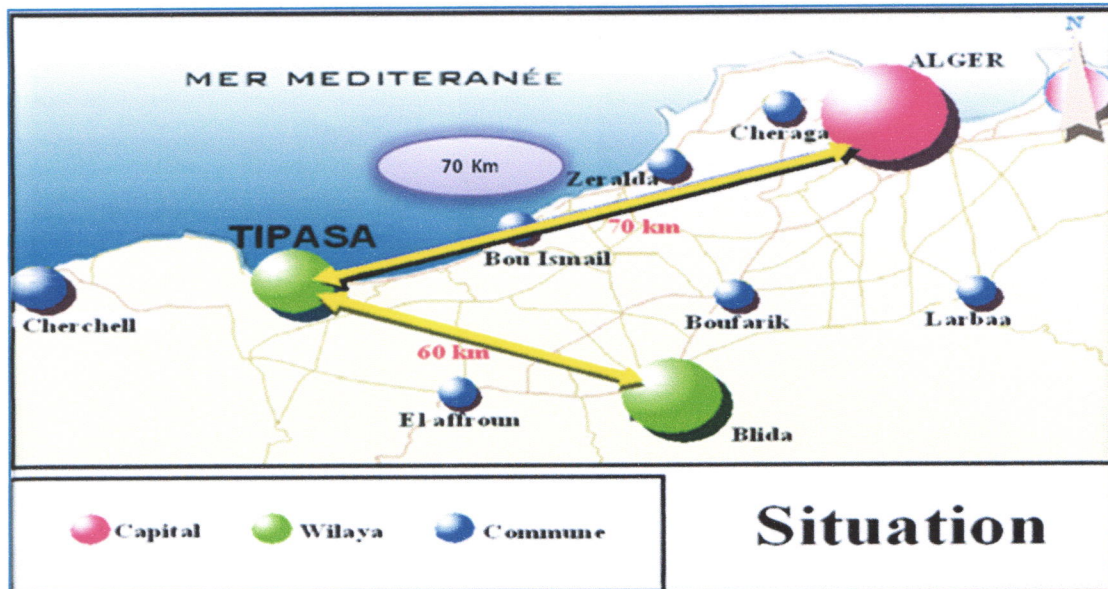 N
MER MEDITERANÉE
ALGER
Cheraga
70 Km
Zeralda
70 km
TIPASA
Bou Ismail
Cherchell
Boufarik
Larbaa
60 km
El affroun
Blida
Capital
Wilaya
Commune
Situation